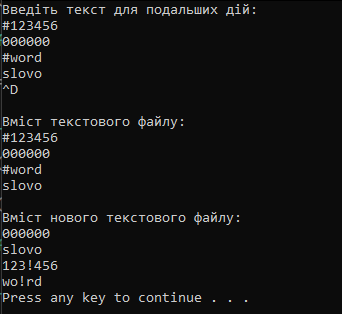 Введіть текст для подальших дій:
#123456
000000
#word
slovo
^D
Вміст текстового файлу:
#123456
000000
#word
slovo
Вміст нового текстового файлу:
000000
slovo
123!456
wo!rd
Press any key to continue . . .